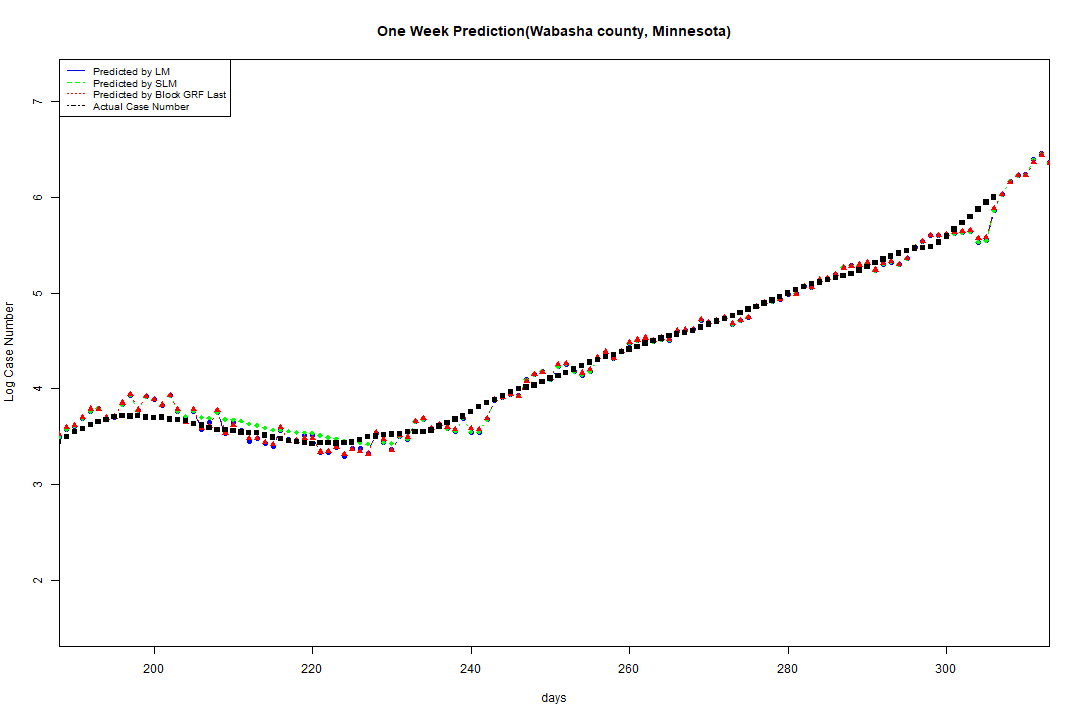 One Week Prediction(Wabasha county, Minnesota)
Predicted by LM
Predicted by SLM
Predicted by Block GRF Last
Actual Case Number
7
6
5
4
3
2
Log Case Number
200 220 240 260 280 300
days